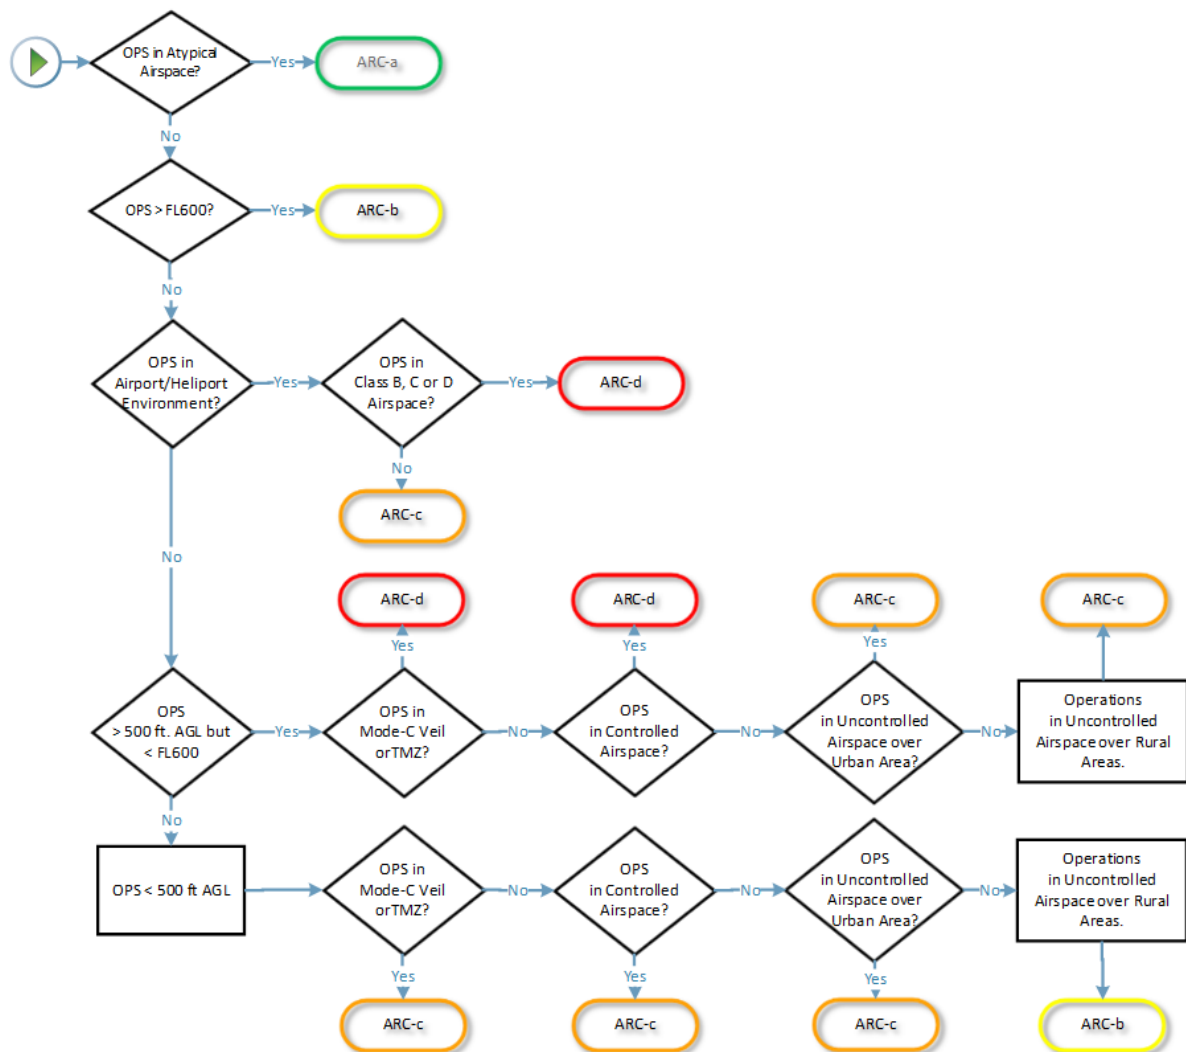 OPS in Atypical
Airspace?
Yes
ARC-a
No
OPS > FL600?
Yes
ARC-b
No
OPS in
Airport/Heliport
Environment?
Yes
OPS in
Class B, C or D
Airspace?
Yes
ARC-d
No
ARC-c
No
ARC-d
ARC-d
ARC-c
ARC-c
Yes
Yes
Yes
OPS
> 500 ft. AGL but
< FL600
Yes
OPS in
Mode-C Veil
or TMZ?
No
OPS
in Controlled
Airspace?
No
OPS
in Uncontrolled
Airspace over
Urban Area?
No
Operations
in Uncontrolled
Airspace over Rural
Areas.
No
OPS < 500 ft AGL
OPS in
Mode-C Veil
or TMZ?
No
OPS
in Controlled
Airspace?
No
OPS
in Uncontrolled
Airspace over
Urban Area?
No
Operations
in Uncontrolled
Airspace over Rural
Areas.
Yes
Yes
Yes
ARC-c
ARC-c
ARC-c
ARC-b